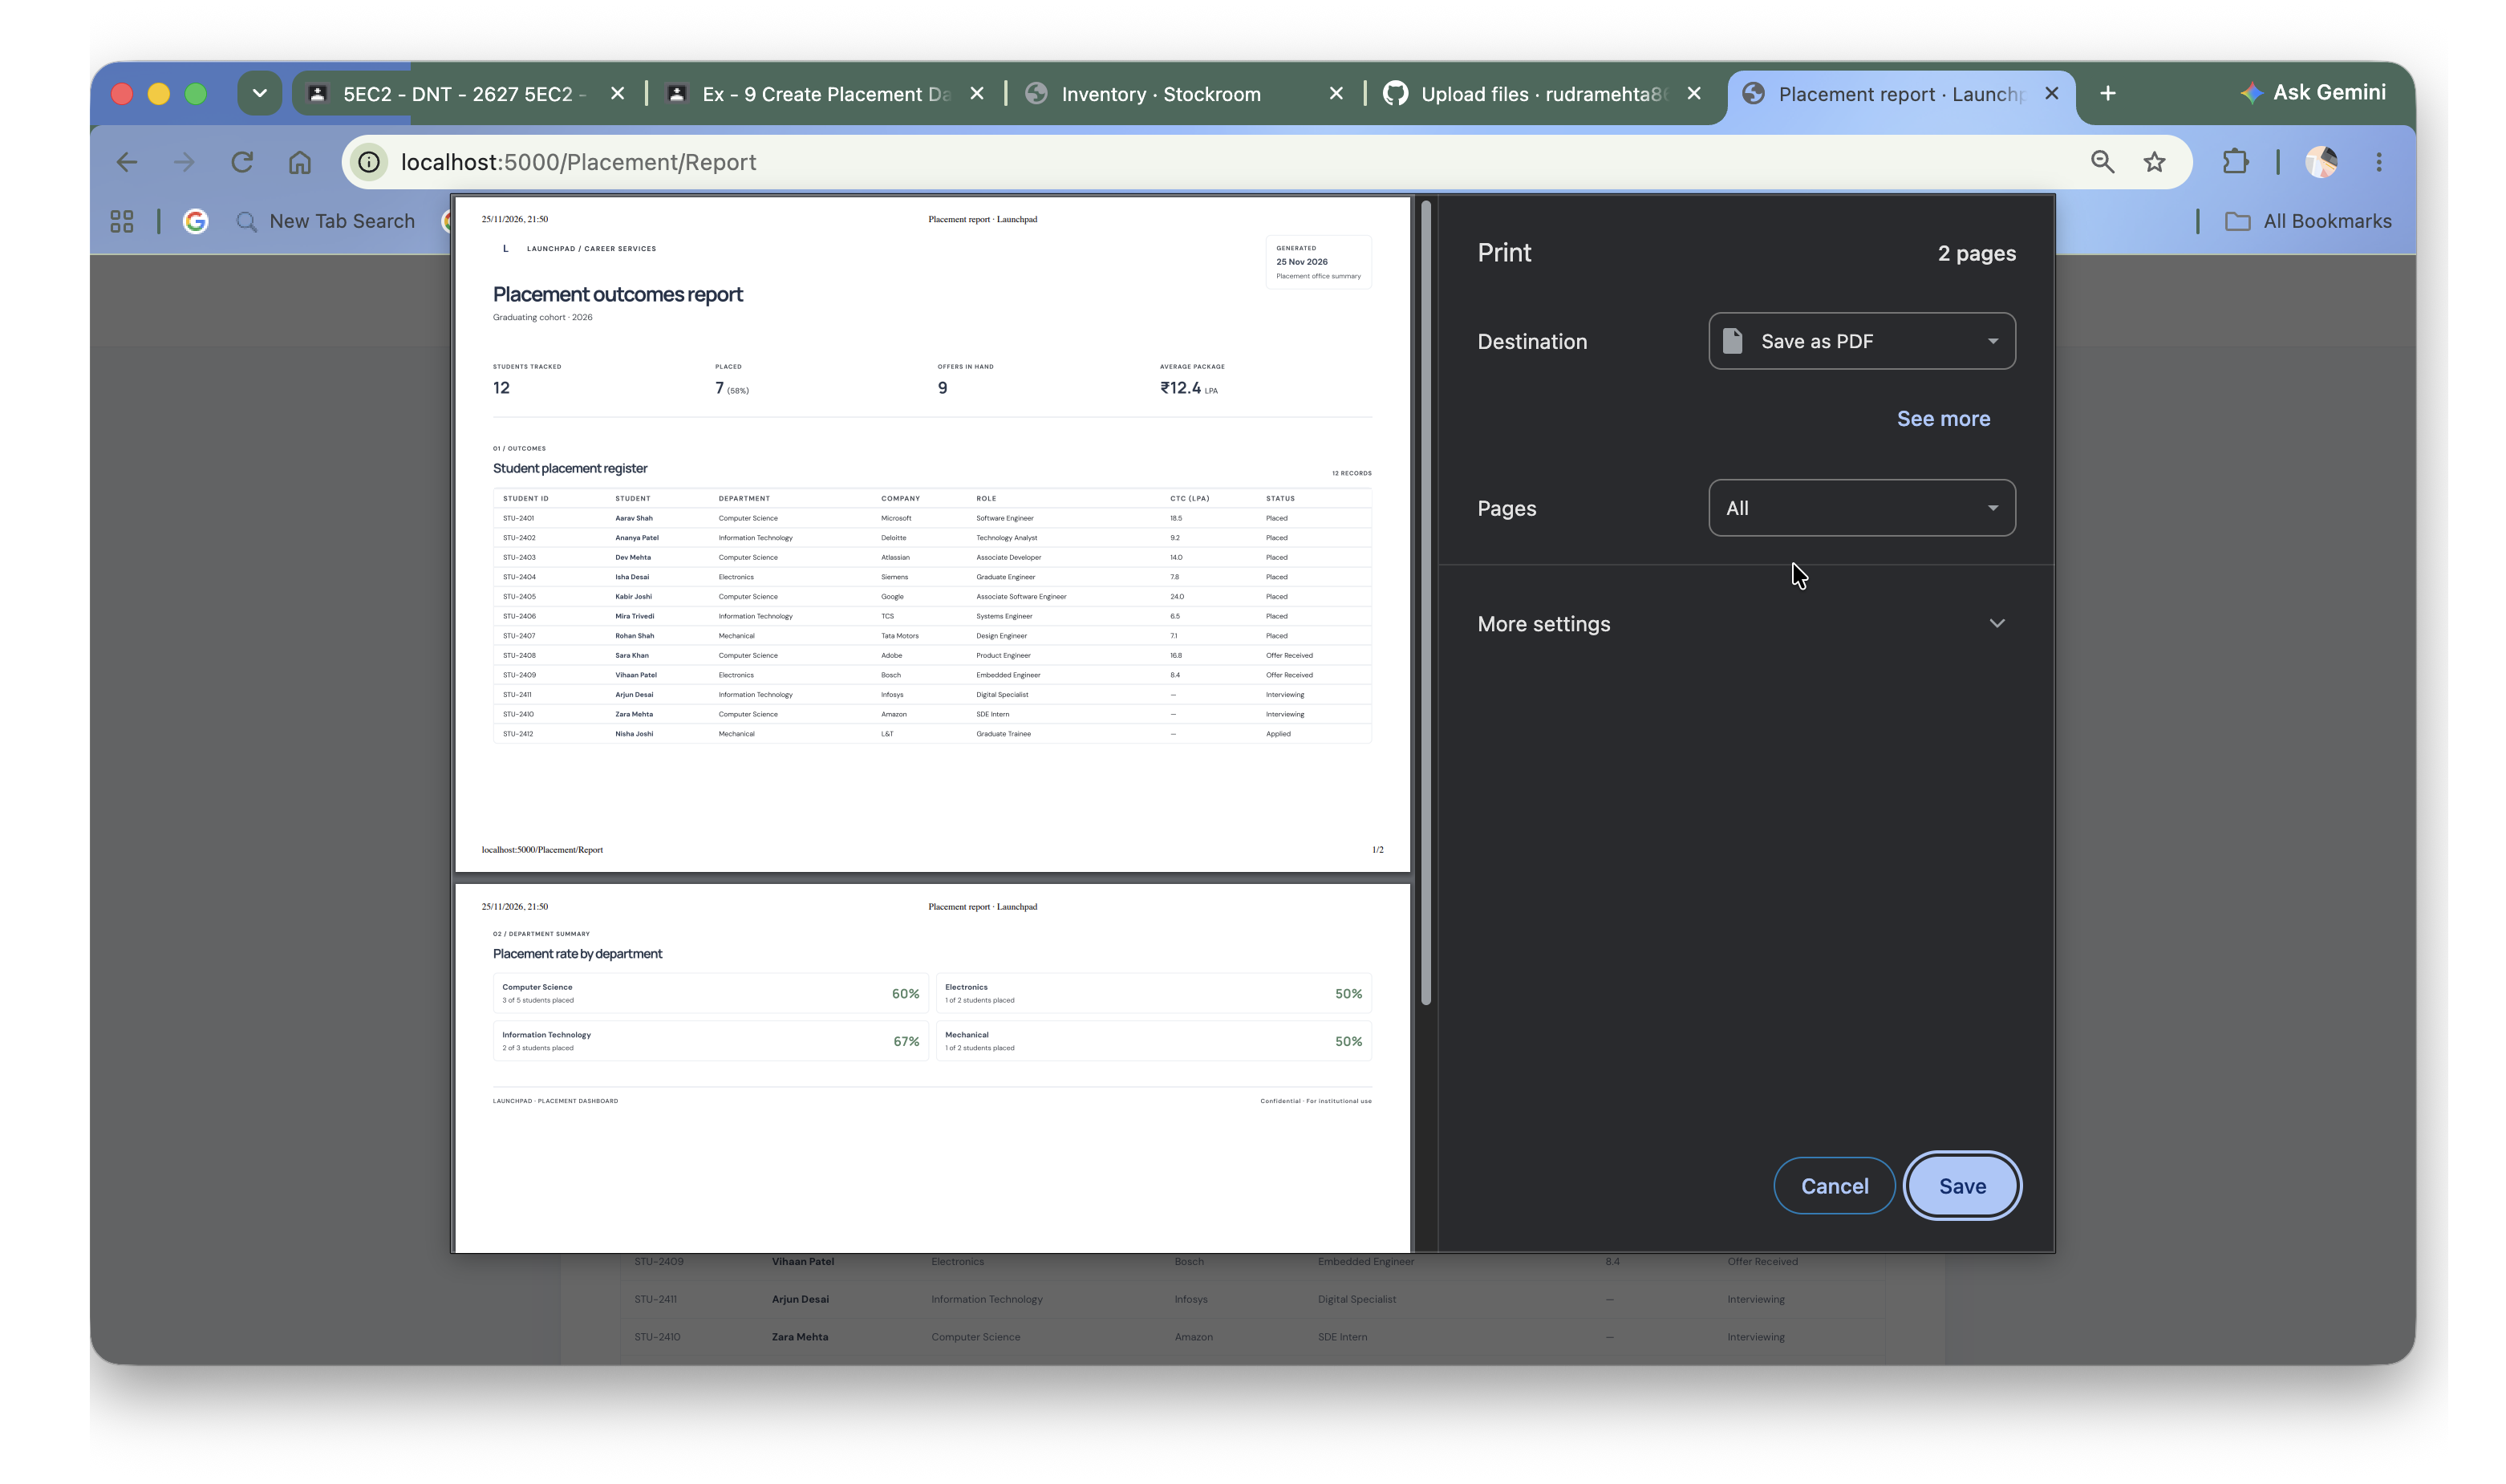 5EC2 - DNT - 2627 5EC2 -
Ex - 9 Create Placement Da
Inventory · Stockroom
Upload files · rudramehta86
Placement report · Launchp
Ask Gemini
localhost:5000/Placement/Report
New Tab Search
All Bookmarks
25/11/2026, 21:50 Placement report · Launchpad
L LAUNCHPAD / CAREER SERVICES
GENERATED
25 Nov 2026
Placement office summary
Placement outcomes report
Graduating cohort · 2026
STUDENTS TRACKED PLACED OFFERS IN HAND AVERAGE PACKAGE
12 7 (58%) 9 ₹12.4 LPA
01 / OUTCOMES
Student placement register
12 RECORDS
STUDENT ID STUDENT DEPARTMENT COMPANY ROLE CTC (LPA) STATUS
STU-2401 Aarav Shah Computer Science Microsoft Software Engineer 18.5 Placed
STU-2402 Ananya Patel Information Technology Deloitte Technology Analyst 9.2 Placed
STU-2403 Dev Mehta Computer Science Atlassian Associate Developer 14.0 Placed
STU-2404 Isha Desai Electronics Siemens Graduate Engineer 7.8 Placed
STU-2405 Kabir Joshi Computer Science Google Associate Software Engineer 24.0 Placed
STU-2406 Mira Trivedi Information Technology TCS Systems Engineer 6.5 Placed
STU-2407 Rohan Shah Mechanical Tata Motors Design Engineer 7.1 Placed
STU-2408 Sara Khan Computer Science Adobe Product Engineer 16.8 Offer Received
STU-2409 Vihaan Patel Electronics Bosch Embedded Engineer 8.4 Offer Received
STU-2411 Arjun Desai Information Technology Infosys Digital Specialist — Interviewing
STU-2410 Zara Mehta Computer Science Amazon SDE Intern — Interviewing
STU-2412 Nisha Joshi Mechanical L&T Graduate Trainee — Applied
localhost:5000/Placement/Report 1/2
25/11/2026, 21:50 Placement report · Launchpad
02 / DEPARTMENT SUMMARY
Placement rate by department
Computer Science
3 of 5 students placed
60%
Electronics
1 of 2 students placed
50%
Information Technology
2 of 3 students placed
67%
Mechanical
1 of 2 students placed
50%
LAUNCHPAD · PLACEMENT DASHBOARD Confidential · For institutional use
Print 2 pages
Destination Save as PDF
See more
Pages All
More settings
Cancel Save
STU-2409 Vihaan Patel Electronics Bosch Embedded Engineer 8.4 Offer Received
STU-2411 Arjun Desai Information Technology Infosys Digital Specialist — Interviewing
STU-2410 Zara Mehta Computer Science Amazon SDE Intern — Interviewing